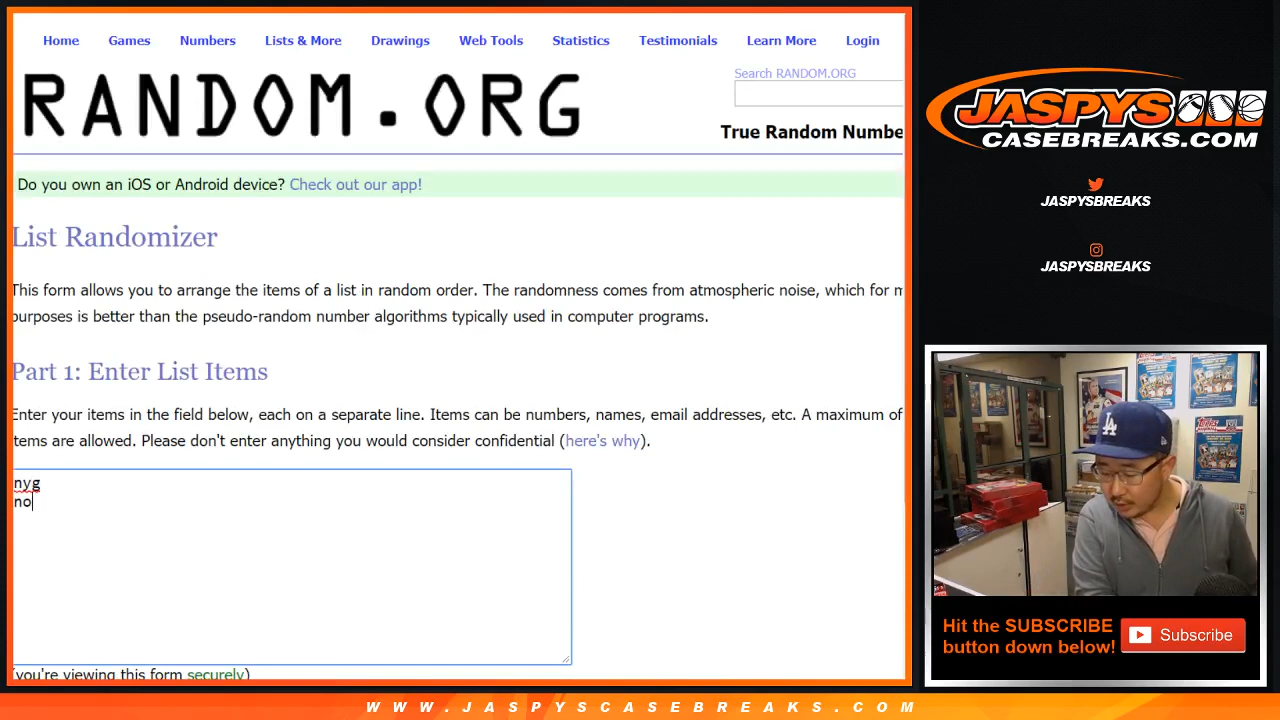 Home Games Numbers Lists & More Drawings Web Tools Statistics Testimonials Learn More Login
RANDOM.ORG
Search RANDOM.ORG
True Random Numbe
Do you own an iOS or Android device? Check out our app!
List Randomizer
This form allows you to arrange the items of a list in random order. The randomness comes from atmospheric noise, which for m
purposes is better than the pseudo-random number algorithms typically used in computer programs.
Part 1: Enter List Items
Enter your items in the field below, each on a separate line. Items can be numbers, names, email addresses, etc. A maximum of
items are allowed. Please don't enter anything you would consider confidential (here's why).
nyg
no
(you're viewing this form securely)
JASPYS
CASEBREAKS.COM
JASPYSBREAKS
JASPYSBREAKS
LA
Topps
Hit the SUBSCRIBE
button down below!
Subscribe
WWW.JASPYSCASEBREAKS.COM